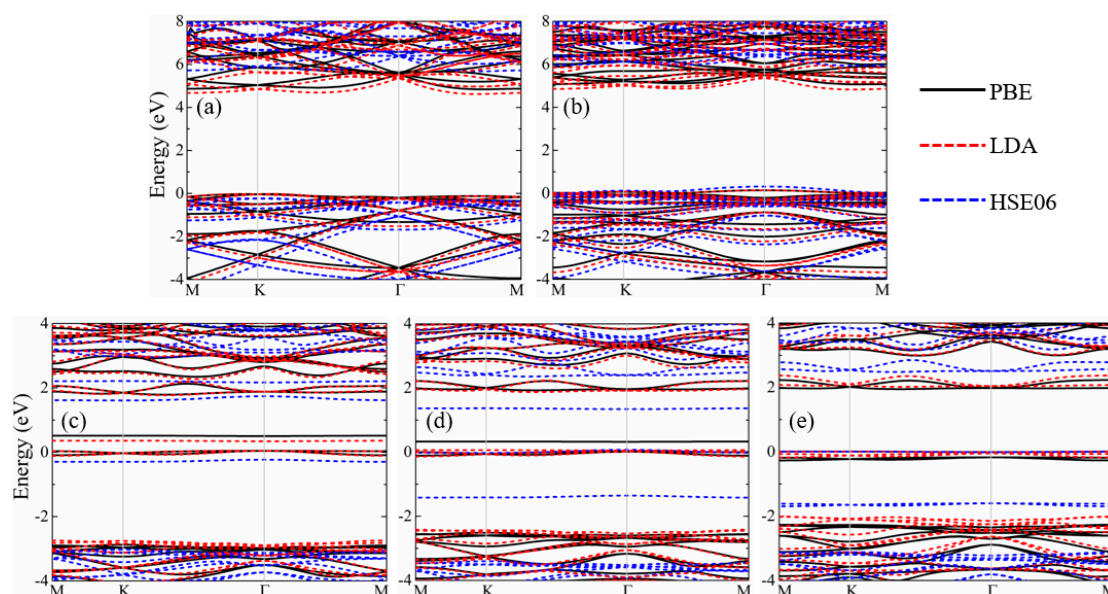 8
6
4
2
0
-2
-4
Energy (eV)
(a)
M K Γ M
8
6
4
2
0
-2
-4
(b)
M K Γ M
PBE
LDA
HSE06
4
2
0
-2
-4
Energy (eV)
(c)
M K Γ M
4
2
0
-2
-4
(d)
M K Γ M
4
2
0
-2
-4
(e)
M K Γ M